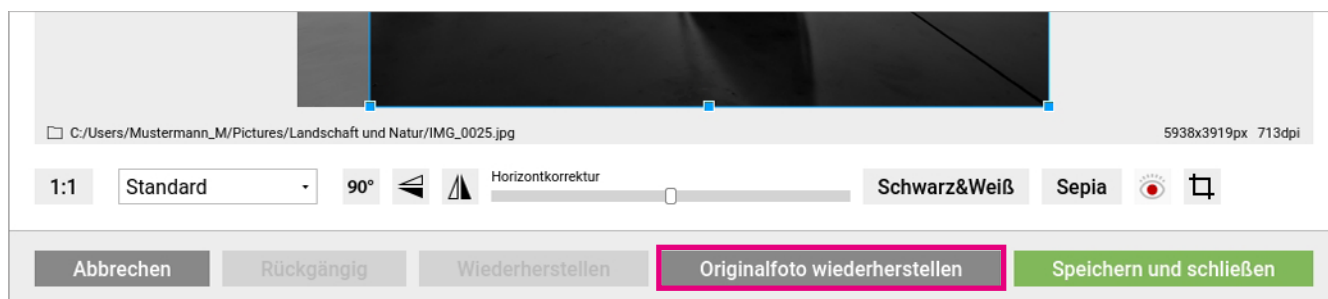 C:/Users/Mustermann_M/Pictures/Landschaft und Natur/IMG_0025.jpg 5938x3919px 713dpi
1:1 Standard 90° Horizontkorrektur Schwarz&Weiß Sepia
Abbrechen Rückgängig Wiederherstellen Originalfoto wiederherstellen Speichern und schließen